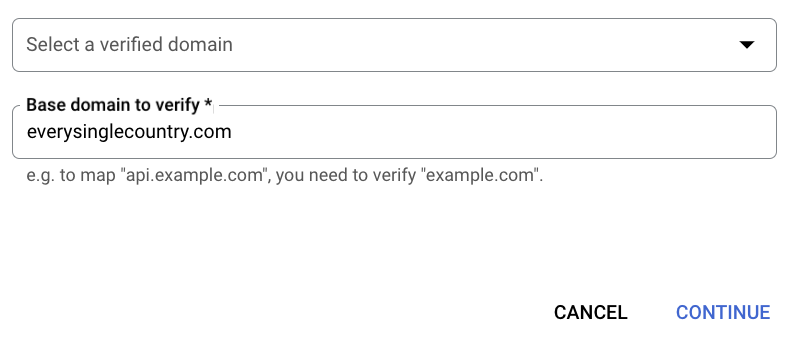 Select a verified domain
Base domain to verify *
everysinglecountry.com
e.g. to map "api.example.com", you need to verify "example.com".
CANCEL CONTINUE